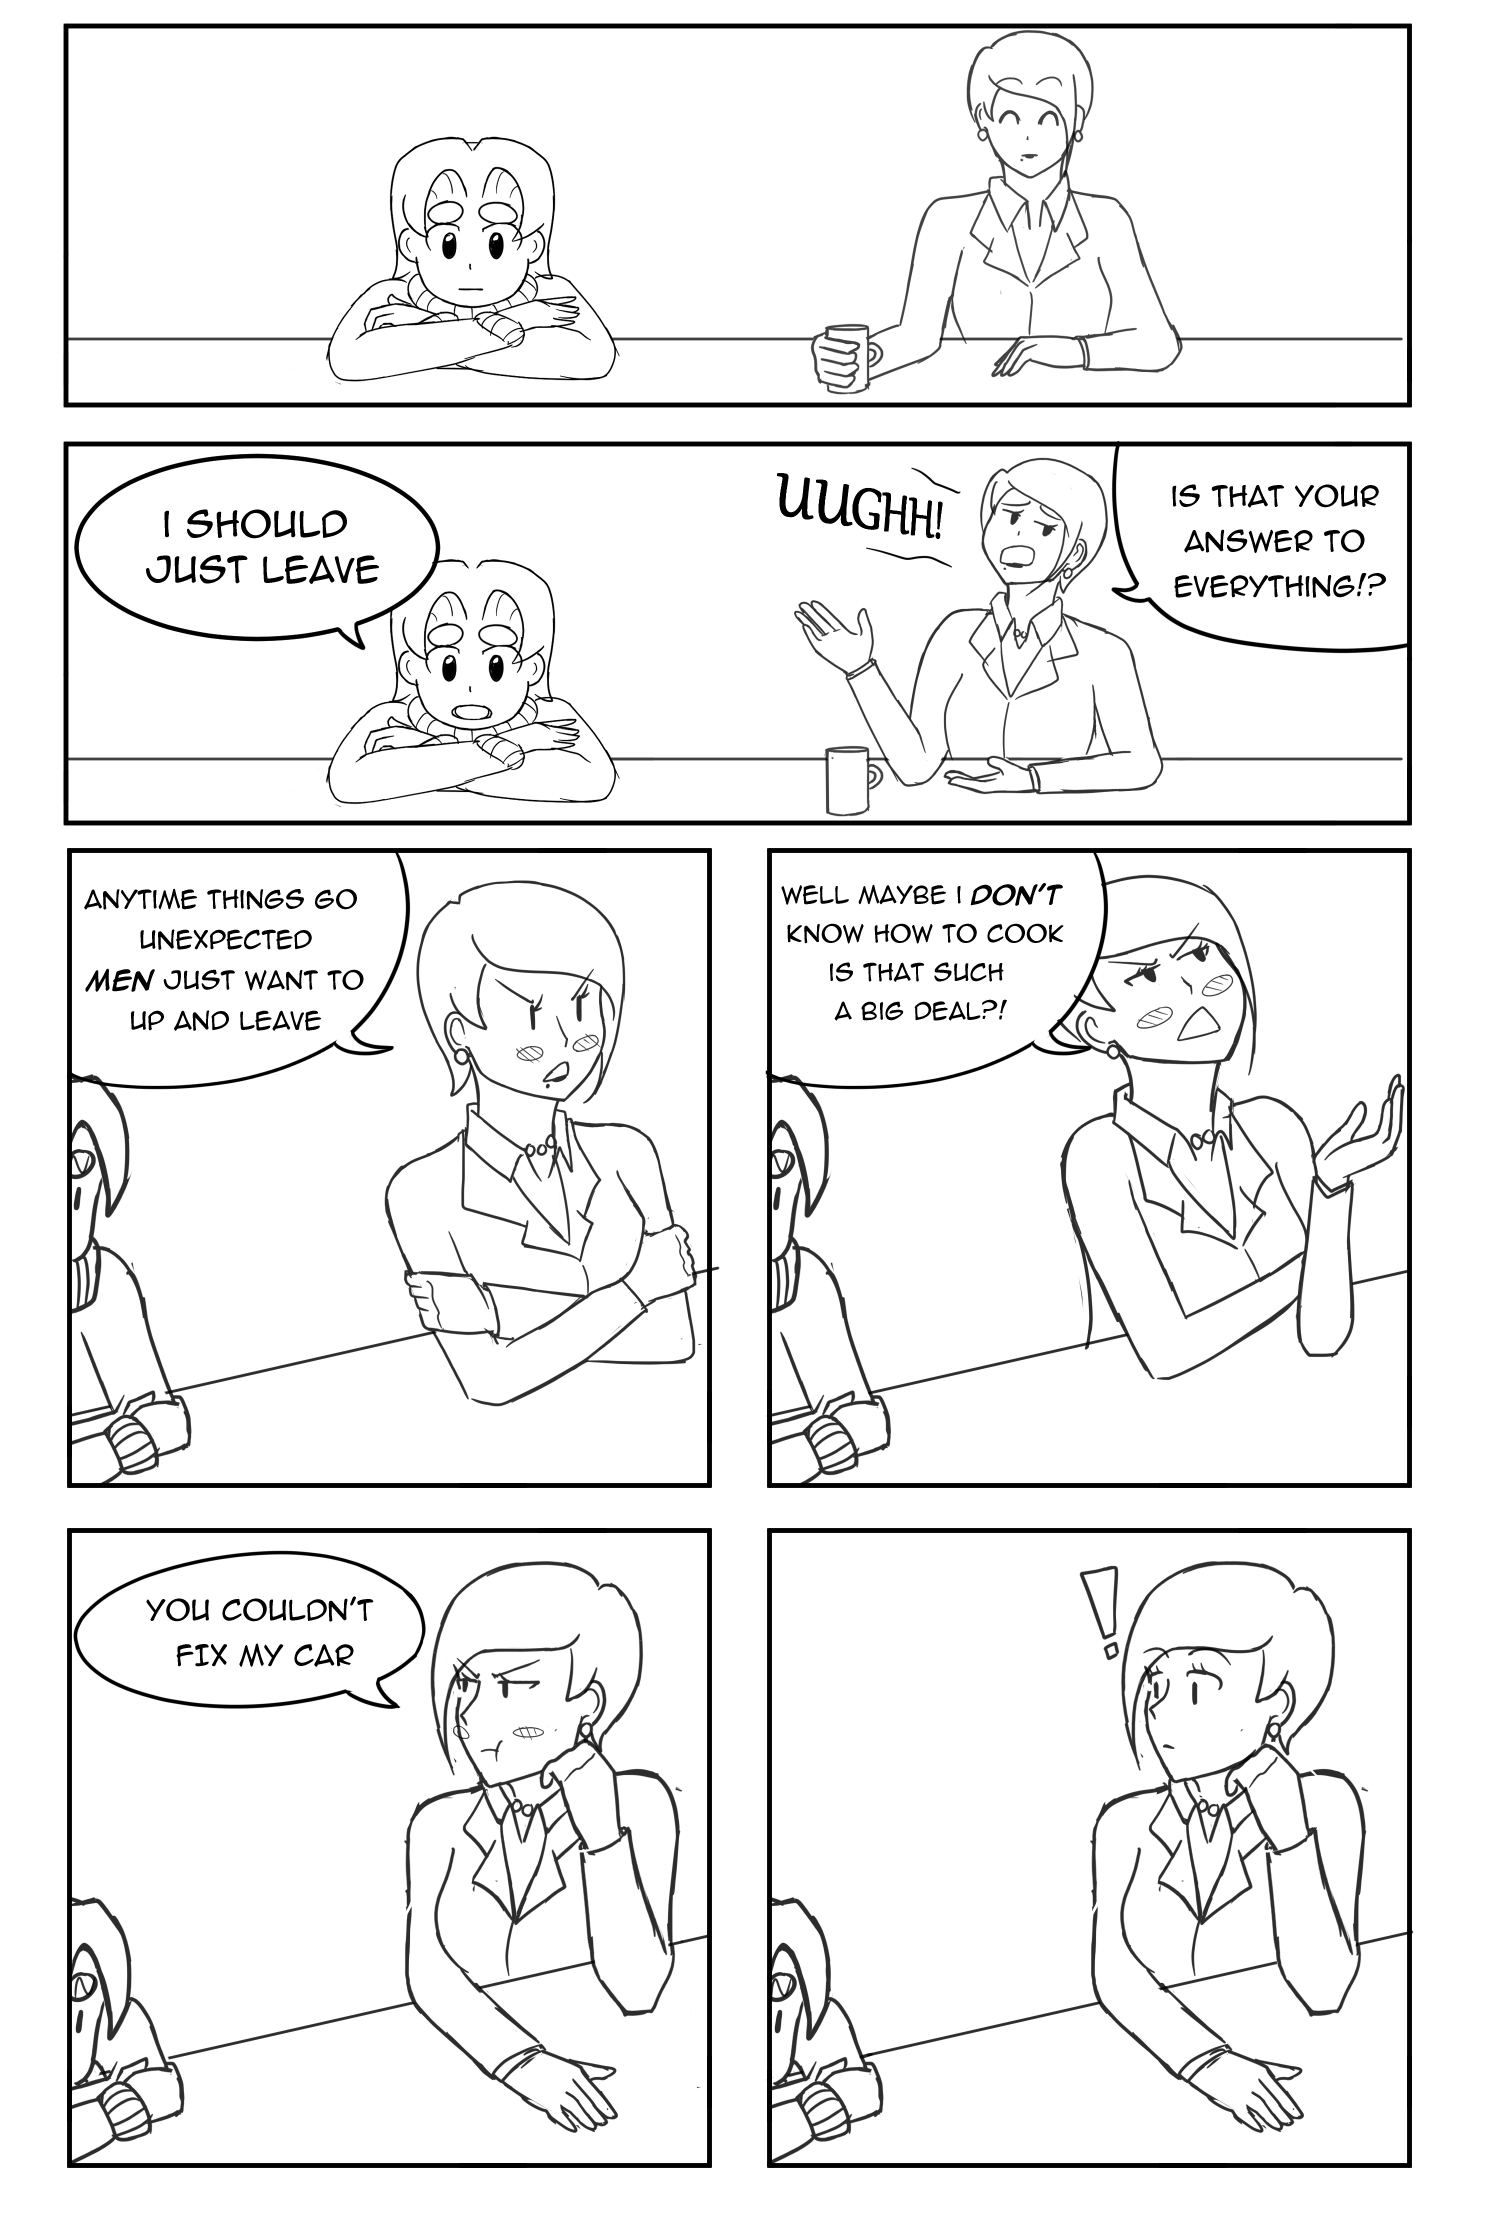 I SHOULD
JUST LEAVE
UUGHH!
IS THAT YOUR
ANSWER TO
EVERYTHING!?
ANYTIME THINGS GO
UNEXPECTED
MEN JUST WANT TO
UP AND LEAVE
WELL MAYBE I DON'T
KNOW HOW TO COOK
IS THAT SUCH
A BIG DEAL?!
YOU COULDN'T
FIX MY CAR
!